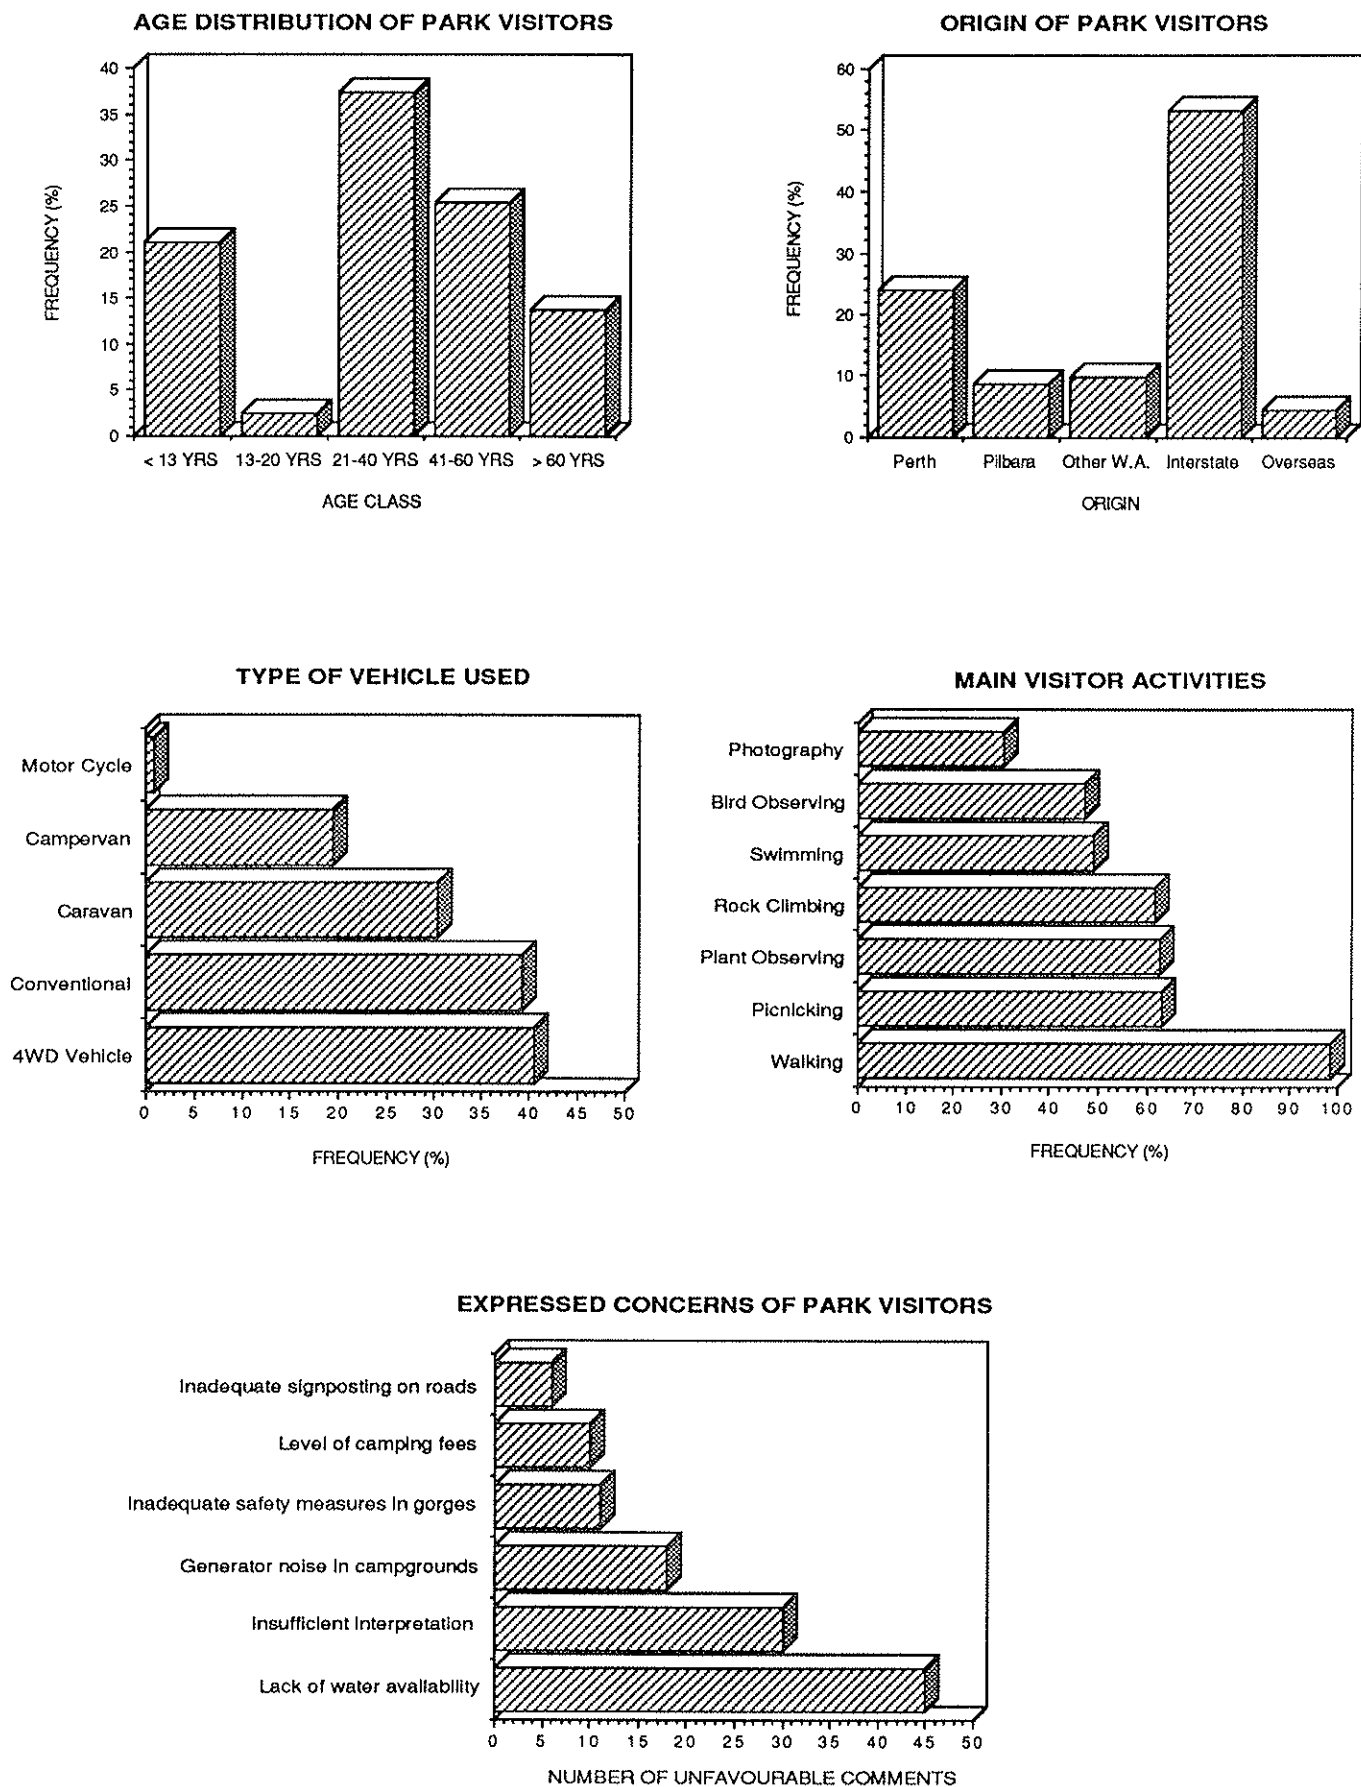 AGE DISTRIBUTION OF PARK VISITORS
40
35
30
25
20
15
10
5
0
FREQUENCY (%)
< 13 YRS 13-20 YRS 21-40 YRS 41-60 YRS > 60 YRS
AGE CLASS
ORIGIN OF PARK VISITORS
60
50
40
30
20
10
0
FREQUENCY (%)
Perth Pilbara Other W.A. Interstate Overseas
ORIGIN
TYPE OF VEHICLE USED
Motor Cycle
Campervan
Caravan
Conventional
4WD Vehicle
0 5 10 15 20 25 30 35 40 45 50
FREQUENCY (%)
MAIN VISITOR ACTIVITIES
Photography
Bird Observing
Swimming
Rock Climbing
Plant Observing
Picnicking
Walking
0 10 20 30 40 50 60 70 80 90 100
FREQUENCY (%)
EXPRESSED CONCERNS OF PARK VISITORS
Inadequate signposting on roads
Level of camping fees
Inadequate safety measures in gorges
Generator noise in campgrounds
Insufficient Interpretation
Lack of water availability
0 5 10 15 20 25 30 35 40 45 50
NUMBER OF UNFAVOURABLE COMMENTS